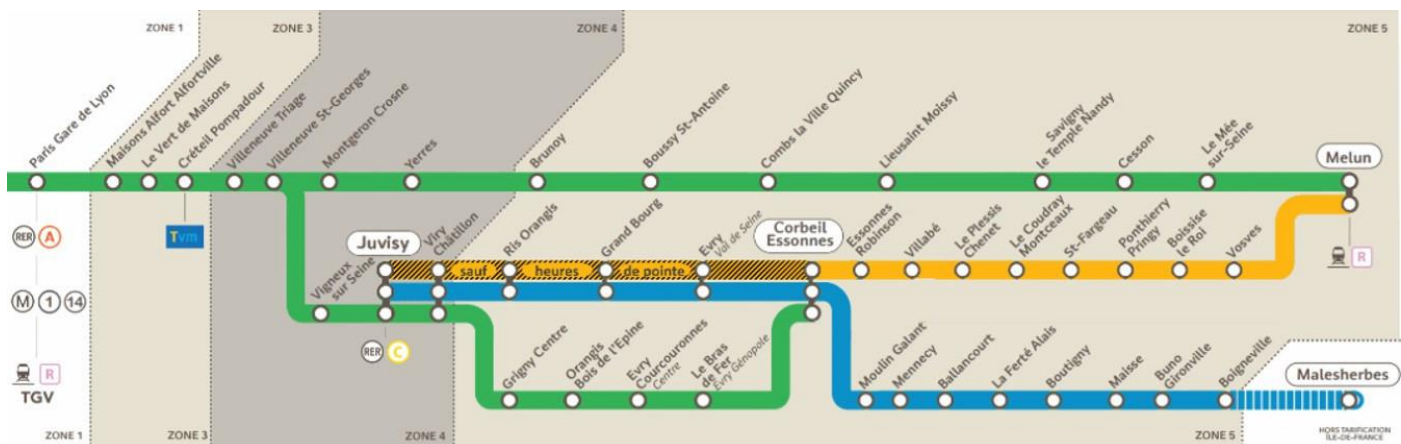 ZONE 1
ZONE 3
ZONE 4
ZONE 5
Paris Gare de Lyon
Maisons Alfort Alfortville
Le Vert de Maisons
Créteil Pompadour
Villeneuve Triage
Villeneuve St-Georges
Montgeron Crosne
Yerres
Brunoy
Boussy St-Antoine
Combs la Ville Quincy
Lieusaint Moissy
Savigny
le Temple Nandy
Cesson
Le Mée
sur-Seine
Melun
RER A
Tvm
M 1 14
R
TGV
R
Vigneux
sur Seine
Juvisy
Viry
Châtillon
Ris Orangis
Grand Bourg
Evry
Val de Seine
Corbeil
Essonnes
Essonnes
Robinson
Villabé
Le Plessis
Chenet
Le Coudray
Montceaux
St-Fargeau
Ponthierry
Pringy
Boissise
le Roi
Vosves
sauf heures de pointe
RER C
Grigny Centre
Orangis
Bois de l'Epine
Evry
Courcouronnes
Centre
Le Bras
de Fer
Evry Génopole
Moulin Galant
Mennecy
Ballancourt
La Ferté Alais
Boutigny
Maisse
Buno
Gironville
Boigneville
Malesherbes
HORS TARIFICATION
ÎLE-DE-FRANCE
ZONE 1
ZONE 3
ZONE 4
ZONE 5